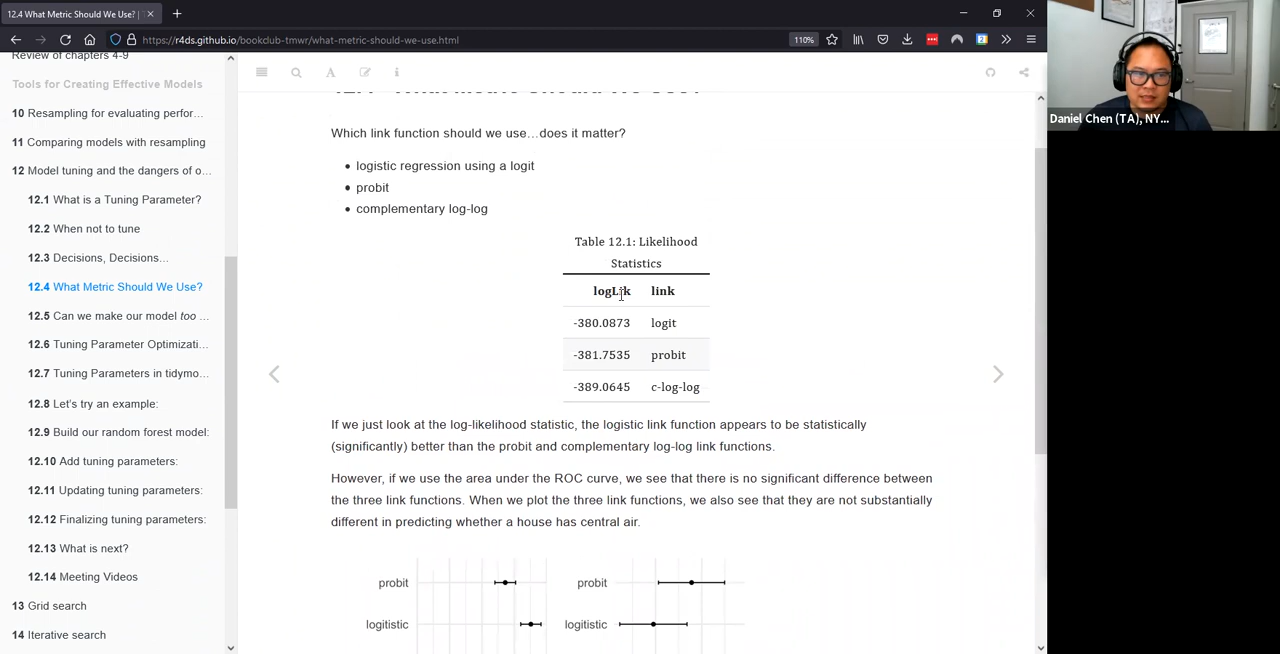 12.4 What Metric Should We Use? |
https://r4ds.github.io/bookclub-tmwr/what-metric-should-we-use.html
110%
Review of chapters 4-9
Tools for Creating Effective Models
10 Resampling for evaluating perfor...
11 Comparing models with resampling
12 Model tuning and the dangers of o...
12.1 What is a Tuning Parameter?
12.2 When not to tune
12.3 Decisions, Decisions...
12.4 What Metric Should We Use?
12.5 Can we make our model too ...
12.6 Tuning Parameter Optimizati...
12.7 Tuning Parameters in tidymo...
12.8 Let's try an example:
12.9 Build our random forest model:
12.10 Add tuning parameters:
12.11 Updating tuning parameters:
12.12 Finalizing tuning parameters:
12.13 What is next?
12.14 Meeting Videos
13 Grid search
14 Iterative search
12.4 What Metric Should We Use?
Which link function should we use...does it matter?
• logistic regression using a logit
• probit
• complementary log-log
Table 12.1: Likelihood
Statistics
logLik link
-380.0873 logit
-381.7535 probit
-389.0645 c-log-log
If we just look at the log-likelihood statistic, the logistic link function appears to be statistically
(significantly) better than the probit and complementary log-log link functions.
However, if we use the area under the ROC curve, we see that there is no significant difference between
the three link functions. When we plot the three link functions, we also see that they are not substantially
different in predicting whether a house has central air.
probit probit
logitistic logitistic
Daniel Chen (TA), NY...